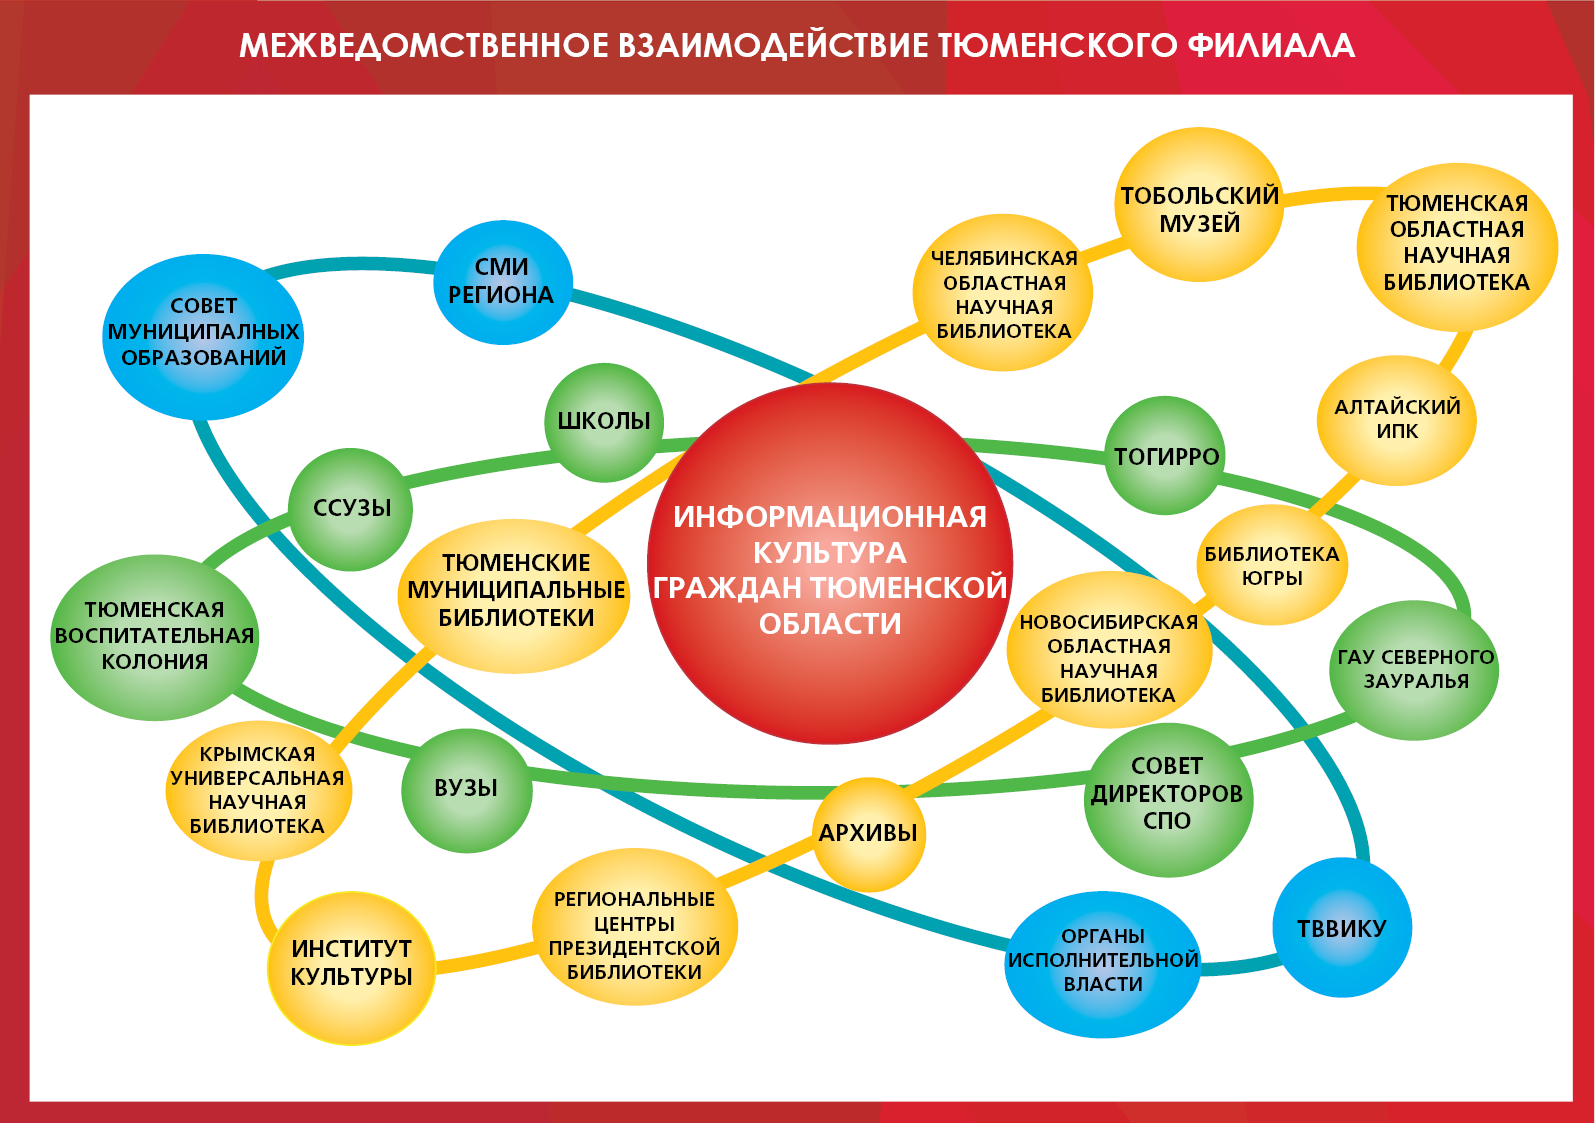 МЕЖВЕДОМСТВЕННОЕ ВЗАИМОДЕЙСТВИЕ ТЮМЕНСКОГО ФИЛИАЛА
ТОБОЛЬСКИЙ
МУЗЕЙ
ТЮМЕНСКАЯ
ОБЛАСТНАЯ
НАУЧНАЯ
БИБЛИОТЕКА
ЧЕЛЯБИНСКАЯ
ОБЛАСТНАЯ
НАУЧНАЯ
БИБЛИОТЕКА
СМИ
РЕГИОНА
СОВЕТ
МУНИЦИПАЛНЫХ
ОБРАЗОВАНИЙ
ШКОЛЫ
АЛТАЙСКИЙ
ИПК
ТОГИРРО
ССУЗЫ
ИНФОРМАЦИОННАЯ
КУЛЬТУРА
ГРАЖДАН ТЮМЕНСКОЙ
ОБЛАСТИ
ТЮМЕНСКИЕ
МУНИЦИПАЛЬНЫЕ
БИБЛИОТЕКИ
БИБЛИОТЕКА
ЮГРЫ
ТЮМЕНСКАЯ
ВОСПИТАТЕЛЬНАЯ
КОЛОНИЯ
НОВОСИБИРСКАЯ
ОБЛАСТНАЯ
НАУЧНАЯ
БИБЛИОТЕКА
ГАУ СЕВЕРНОГО
ЗАУРАЛЬЯ
КРЫМСКАЯ
УНИВЕРСАЛЬНАЯ
НАУЧНАЯ
БИБЛИОТЕКА
ВУЗЫ
СОВЕТ
ДИРЕКТОРОВ
СПО
АРХИВЫ
РЕГИОНАЛЬНЫЕ
ЦЕНТРЫ
ПРЕЗИДЕНТСКОЙ
БИБЛИОТЕКИ
ИНСТИТУТ
КУЛЬТУРЫ
ОРГАНЫ
ИСПОЛНИТЕЛЬНОЙ
ВЛАСТИ
ТВВИКУ